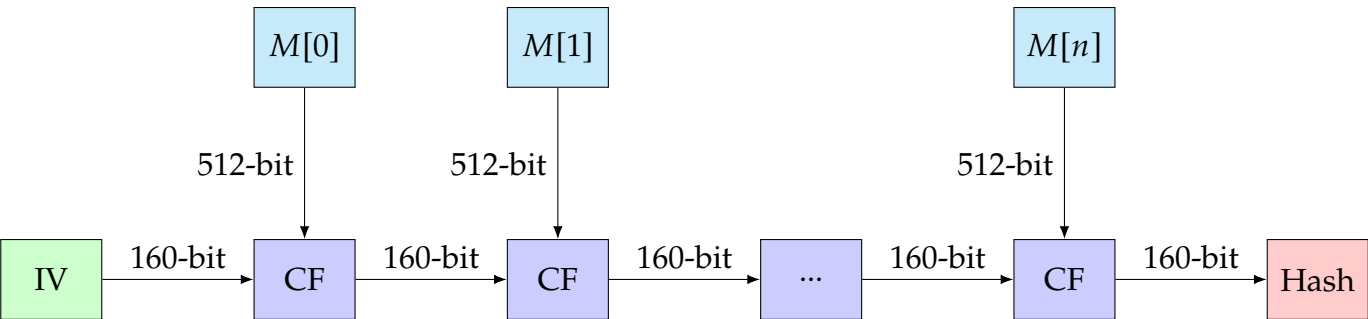 M[0]
M[1]
M[n]
512-bit
512-bit
512-bit
IV
160-bit
CF
160-bit
CF
160-bit
...
160-bit
CF
160-bit
Hash